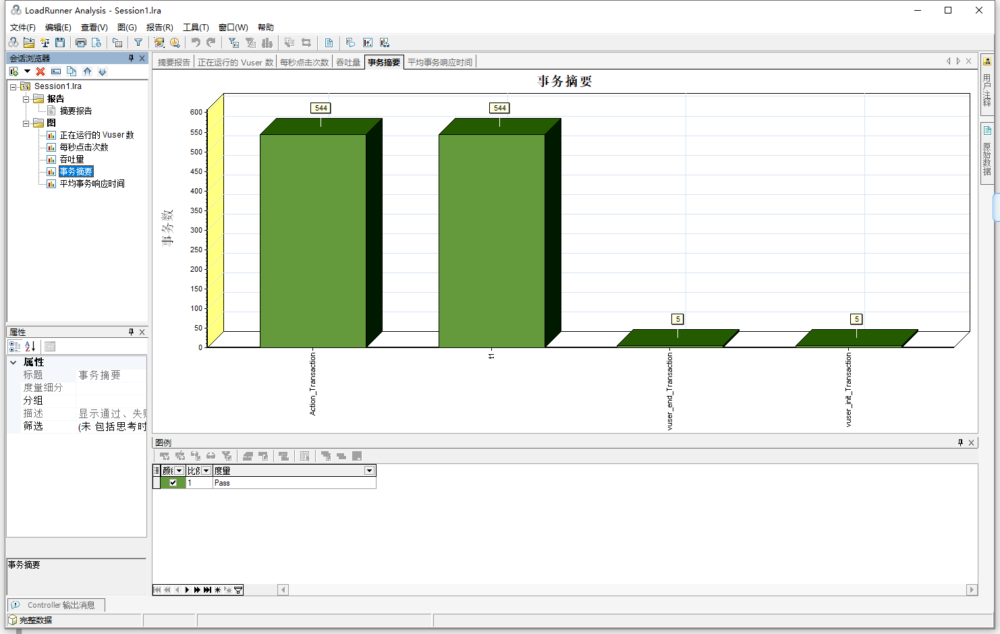 LoadRunner Analysis - Session1.lra
文件(F) 编辑(E) 查看(V) 图(G) 报告(R) 工具(T) 窗口(W) 帮助
会话浏览器
Session1.lra
报告
摘要报告
图
正在运行的 Vuser 数
每秒点击次数
吞吐量
事务摘要
平均事务响应时间
属性
属性
标题 事务摘要
度量细分
分组
描述 显示通过、失败
筛选 (未 包括思考时
事务摘要
摘要报告 正在运行的 Vuser 数 每秒点击次数 吞吐量 事务摘要 平均事务响应时间
事务摘要
事务数
600
550
500
450
400
350
300
250
200
150
100
50
0
544
544
5
5
Action_Transaction
t1
vuser_end_Transaction
vuser_init_Transaction
用户注释
原始数据
图例
颜色 比例 度量
1 Pass
Controller 输出消息
完整数据